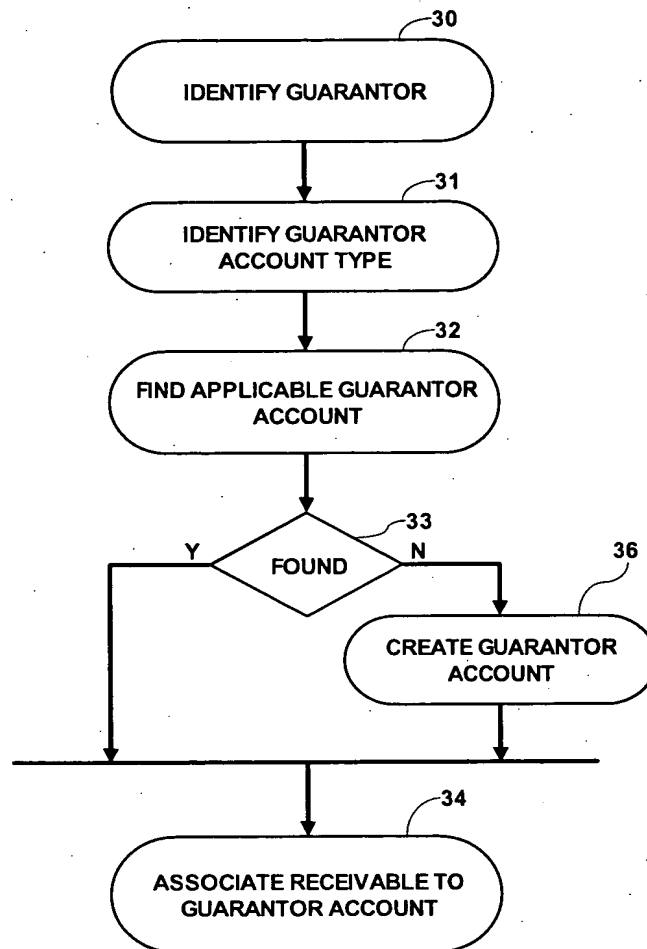 30
IDENTIFY GUARANTOR
31
IDENTIFY GUARANTOR
ACCOUNT TYPE
32
FIND APPLICABLE GUARANTOR
ACCOUNT
33
Y
FOUND
N
36
CREATE GUARANTOR
ACCOUNT
34
ASSOCIATE RECEIVABLE TO
GUARANTOR ACCOUNT